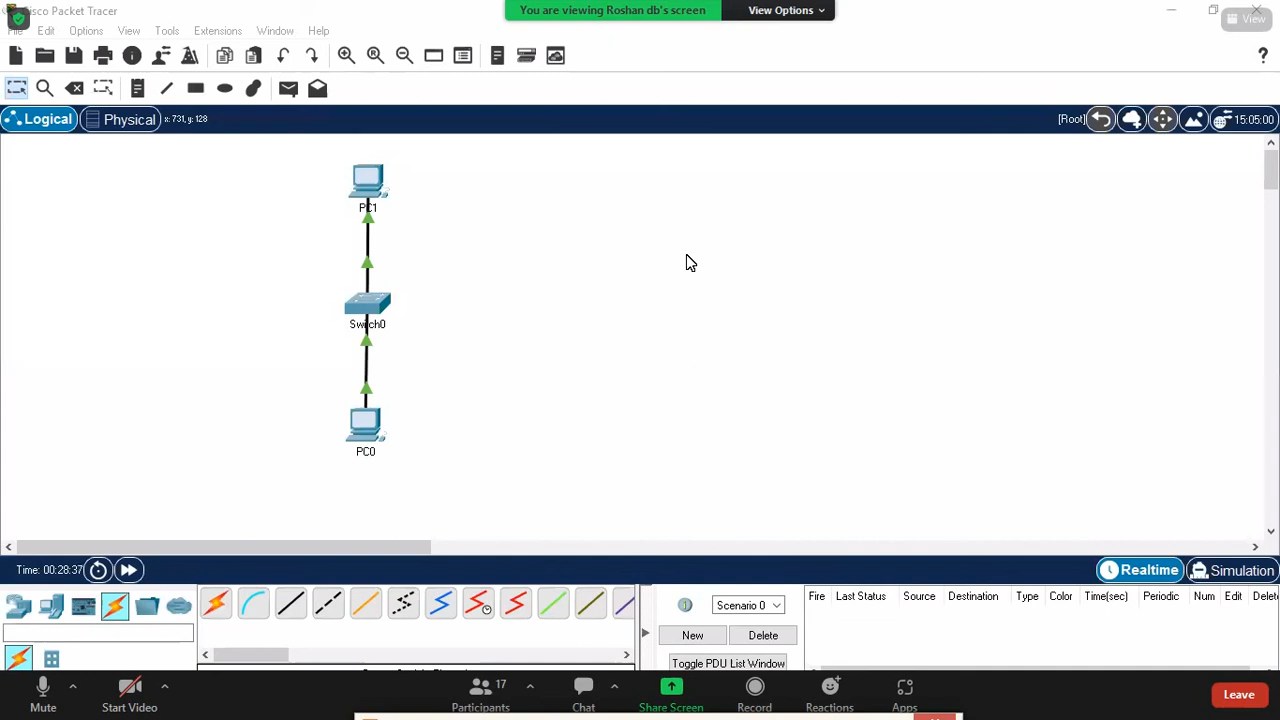 Cisco Packet Tracer
You are viewing Roshan db's screen
View Options
View
File Edit Options View Tools Extensions Window Help
Logical
Physical
x: 731, y: 128
[Root]
15:05:00
PC1
Switch0
PC0
Time: 00:28:37
Realtime
Simulation
Scenario 0
New
Delete
Toggle PDU List Window
Fire Last Status Source Destination Type Color Time(sec) Periodic Num Edit Delete
17
Mute
Start Video
Participants
Chat
Share Screen
Record
Reactions
Apps
Leave